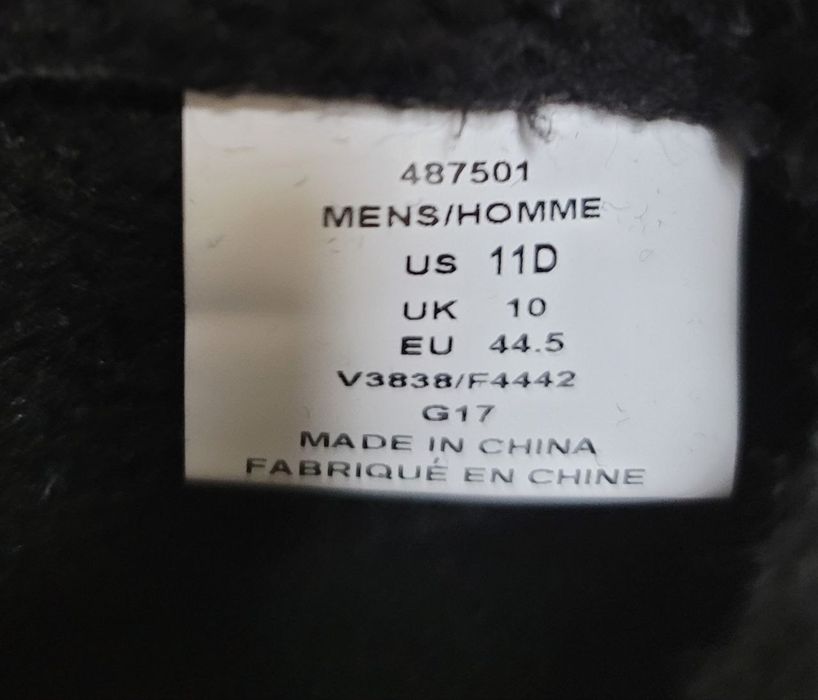 487501
MENS/HOMME
US 11D
UK 10
EU 44.5
V3838/F4442
G17
MADE IN CHINA
FABRIQUÉ EN CHINE